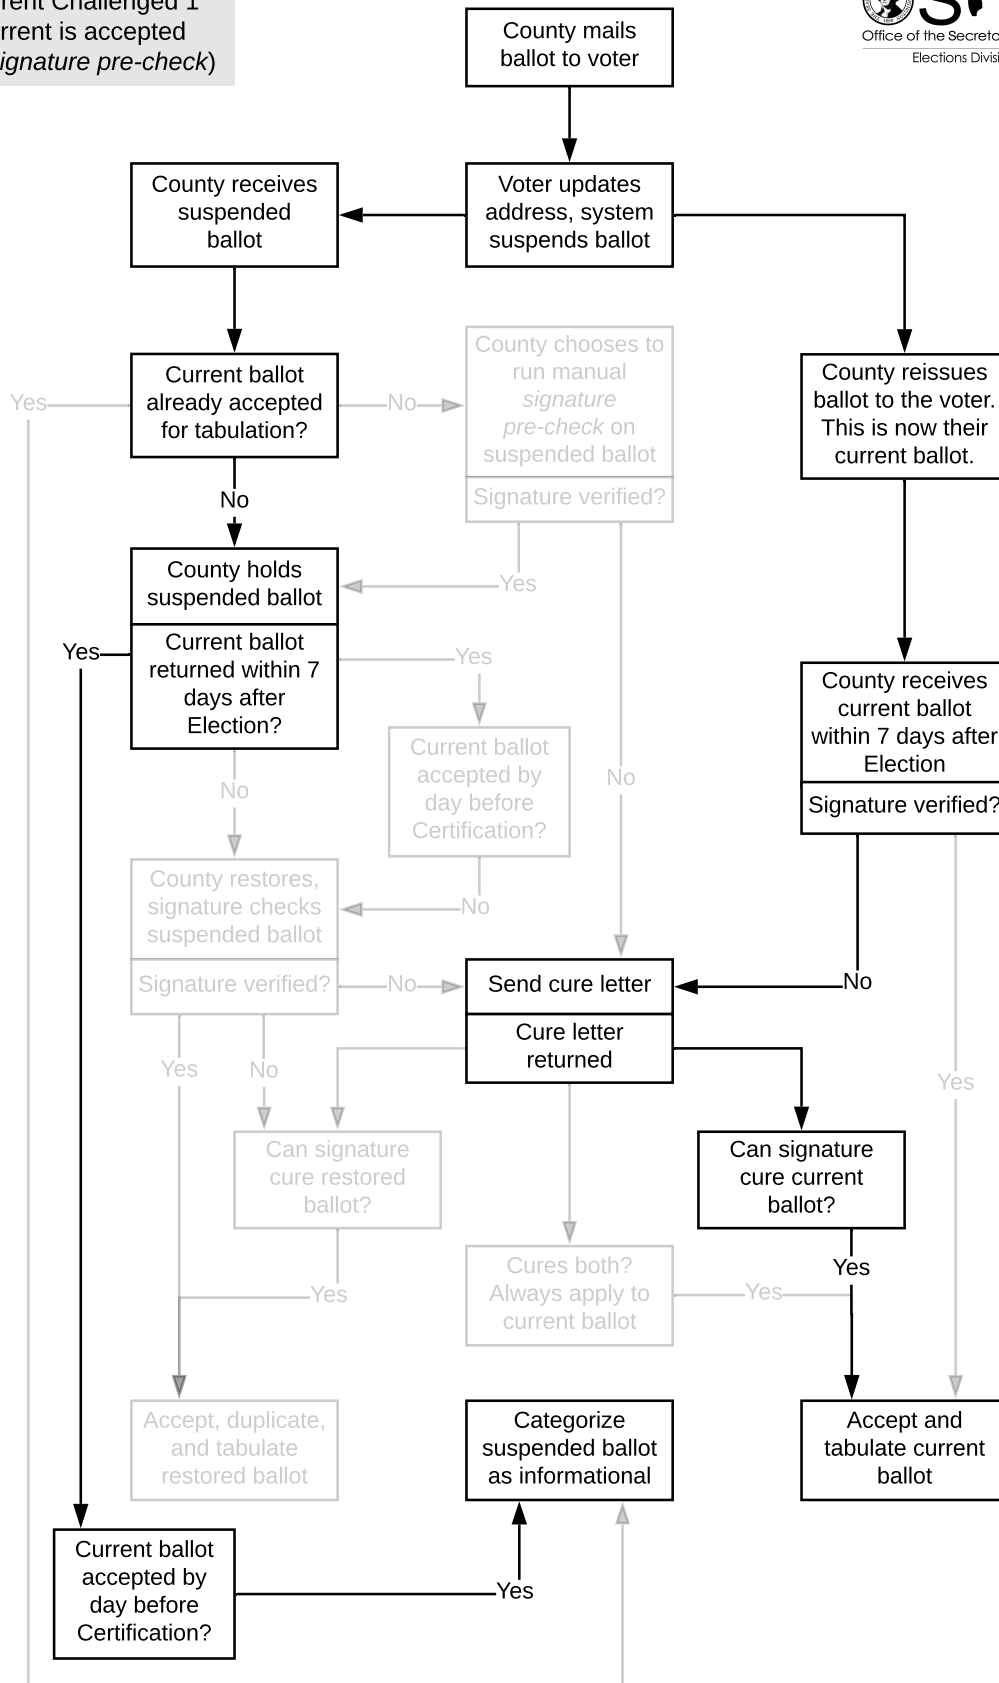 rent Challenged 1
rrent is accepted
ignature pre-check)
Office of the Secreta
Elections Divisi
County mails
ballot to voter
County receives
suspended
ballot
Voter updates
address, system
suspends ballot
Current ballot
already accepted
for tabulation?
Yes
No
County chooses to
run manual
signature
pre-check on
suspended ballot
Signature verified?
County reissues
ballot to the voter.
This is now their
current ballot.
No
County holds
suspended ballot
Yes
Yes
Current ballot
returned within 7
days after
Election?
Yes
County receives
current ballot
within 7 days after
Election
Signature verified?
No
Current ballot
accepted by
day before
Certification?
No
County restores,
signature checks
suspended ballot
No
Signature verified?
No
Send cure letter
No
Cure letter
returned
Yes
No
Yes
Can signature
cure restored
ballot?
Can signature
cure current
ballot?
Yes
Cures both?
Always apply to
current ballot
Yes
Yes
Accept, duplicate,
and tabulate
restored ballot
Categorize
suspended ballot
as informational
Accept and
tabulate current
ballot
Current ballot
accepted by
day before
Certification?
Yes